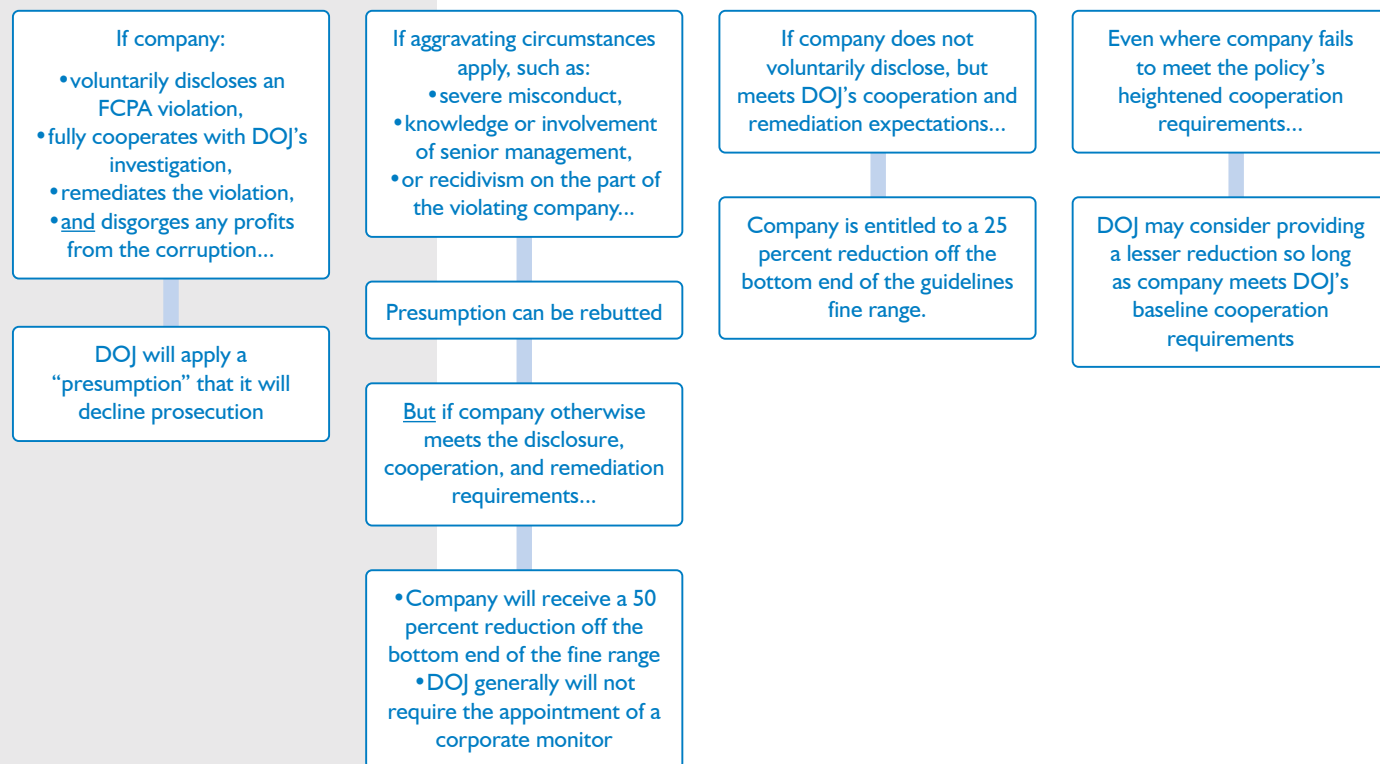 If company:
•voluntarily discloses an
FCPA violation,
•fully cooperates with DOJ's
investigation,
•remediates the violation,
•and disgorges any profits
from the corruption...
DOJ will apply a
“presumption” that it will
decline prosecution
If aggravating circumstances
apply, such as:
•severe misconduct,
•knowledge or involvement
of senior management,
•or recidivism on the part of
the violating company...
Presumption can be rebutted
But if company otherwise
meets the disclosure,
cooperation, and remediation
requirements...
•Company will receive a 50
percent reduction off the
bottom end of the fine range
•DOJ generally will not
require the appointment of a
corporate monitor
If company does not
voluntarily disclose, but
meets DOJ's cooperation and
remediation expectations...
Company is entitled to a 25
percent reduction off the
bottom end of the guidelines
fine range.
Even where company fails
to meet the policy's
heightened cooperation
requirements...
DOJ may consider providing
a lesser reduction so long
as company meets DOJ's
baseline cooperation
requirements